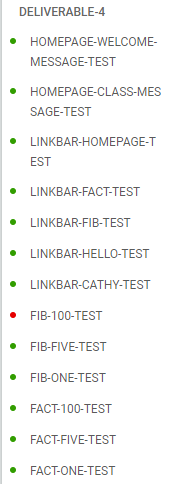 DELIVERABLE-4
HOMEPAGE-WELCOME-
MESSAGE-TEST
HOMEPAGE-CLASS-MES
SAGE-TEST
LINKBAR-HOMEPAGE-T
EST
LINKBAR-FACT-TEST
LINKBAR-FIB-TEST
LINKBAR-HELLO-TEST
LINKBAR-CATHY-TEST
FIB-100-TEST
FIB-FIVE-TEST
FIB-ONE-TEST
FACT-100-TEST
FACT-FIVE-TEST
FACT-ONE-TEST